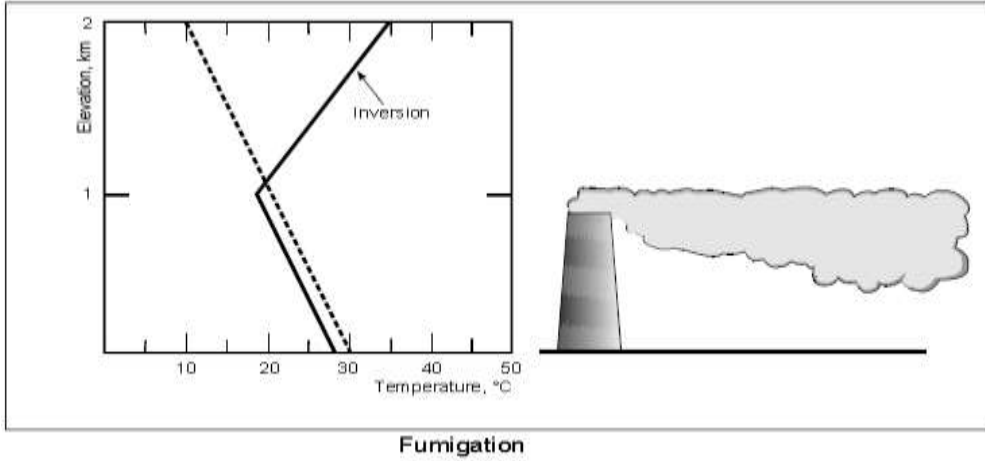 2
Elevation, km
Inversion
1
10 20 30 40 50
Temperature, °C
Fumigation